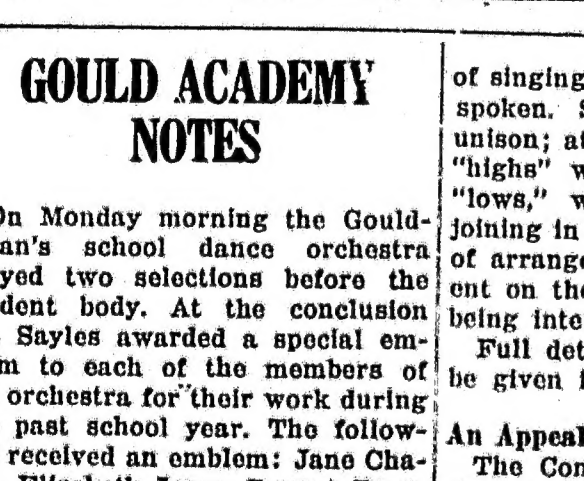 GOULD ACADEMY
NOTES
On Monday morning the Gould-
an's school dance orchestra
yed two selections before the
dent body. At the conclusion
Sayles awarded a special em-
m to each of the members of
orchestra for their work during
past school year. The follow-
received an emblem: Jane Cha-
of singing
spoken. S
unison; at
"highs" w
"lows," w
joining in
of arrange
ent on the
being inte
Full det
be given f
An Appeal
The Com